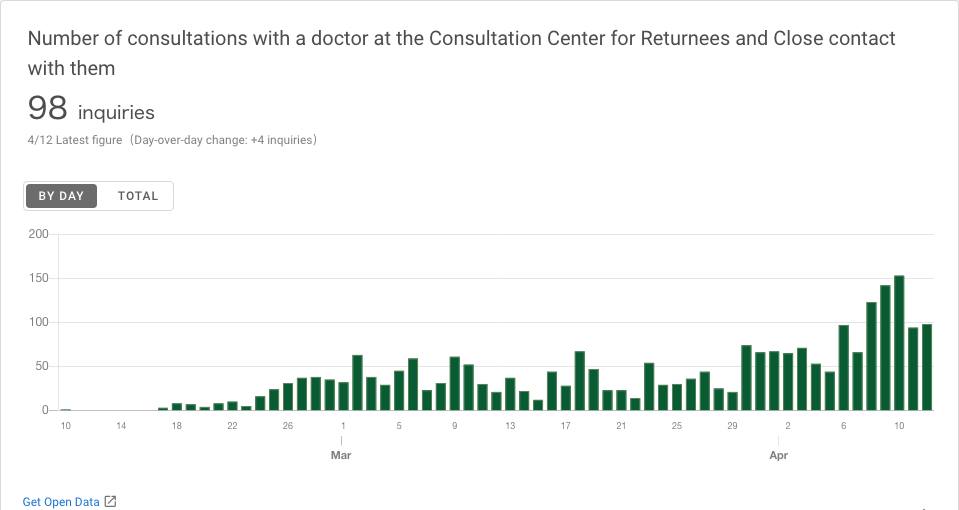 Number of consultations with a doctor at the Consultation Center for Returnees and Close contact
with them
98 inquiries
4/12 Latest figure（Day-over-day change: +4 inquiries）
BY DAY TOTAL
200
150
100
50
0
10 14 18 22 26 1 5 9 13 17 21 25 29 2 6 10
Mar Apr
Get Open Data